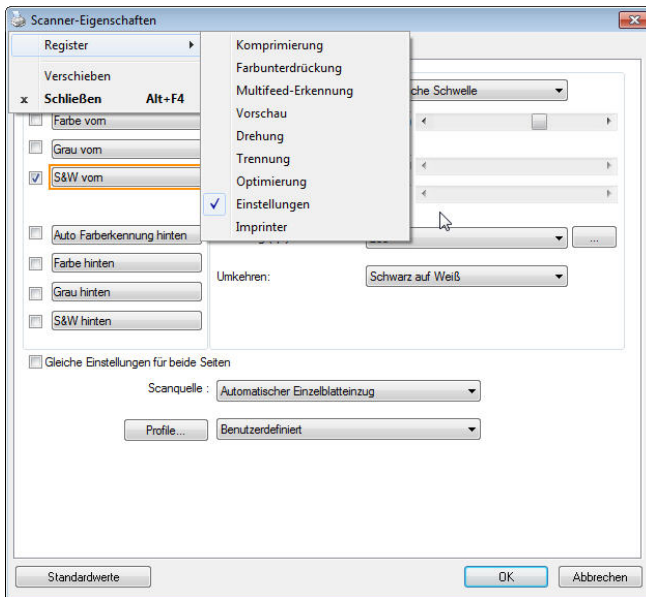 Scanner-Eigenschaften
Register
Verschieben
x Schließen Alt+F4
Komprimierung
Farbunterdrückung
Multifeed-Erkennung
Vorschau
Drehung
Trennung
Optimierung
Einstellungen
Imprinter
che Schwelle
Farbe vorn
Grau vorn
S&W vorn
Auto Farberkennung hinten
...
Farbe hinten
Umkehren: Schwarz auf Weiß
Grau hinten
S&W hinten
Gleiche Einstellungen für beide Seiten
Scanquelle : Automatischer Einzelblatteinzug
Profile... Benutzerdefiniert
Standardwerte OK Abbrechen